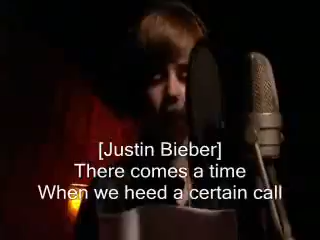 [Justin Bieber]
There comes a time
When we heed a certain call